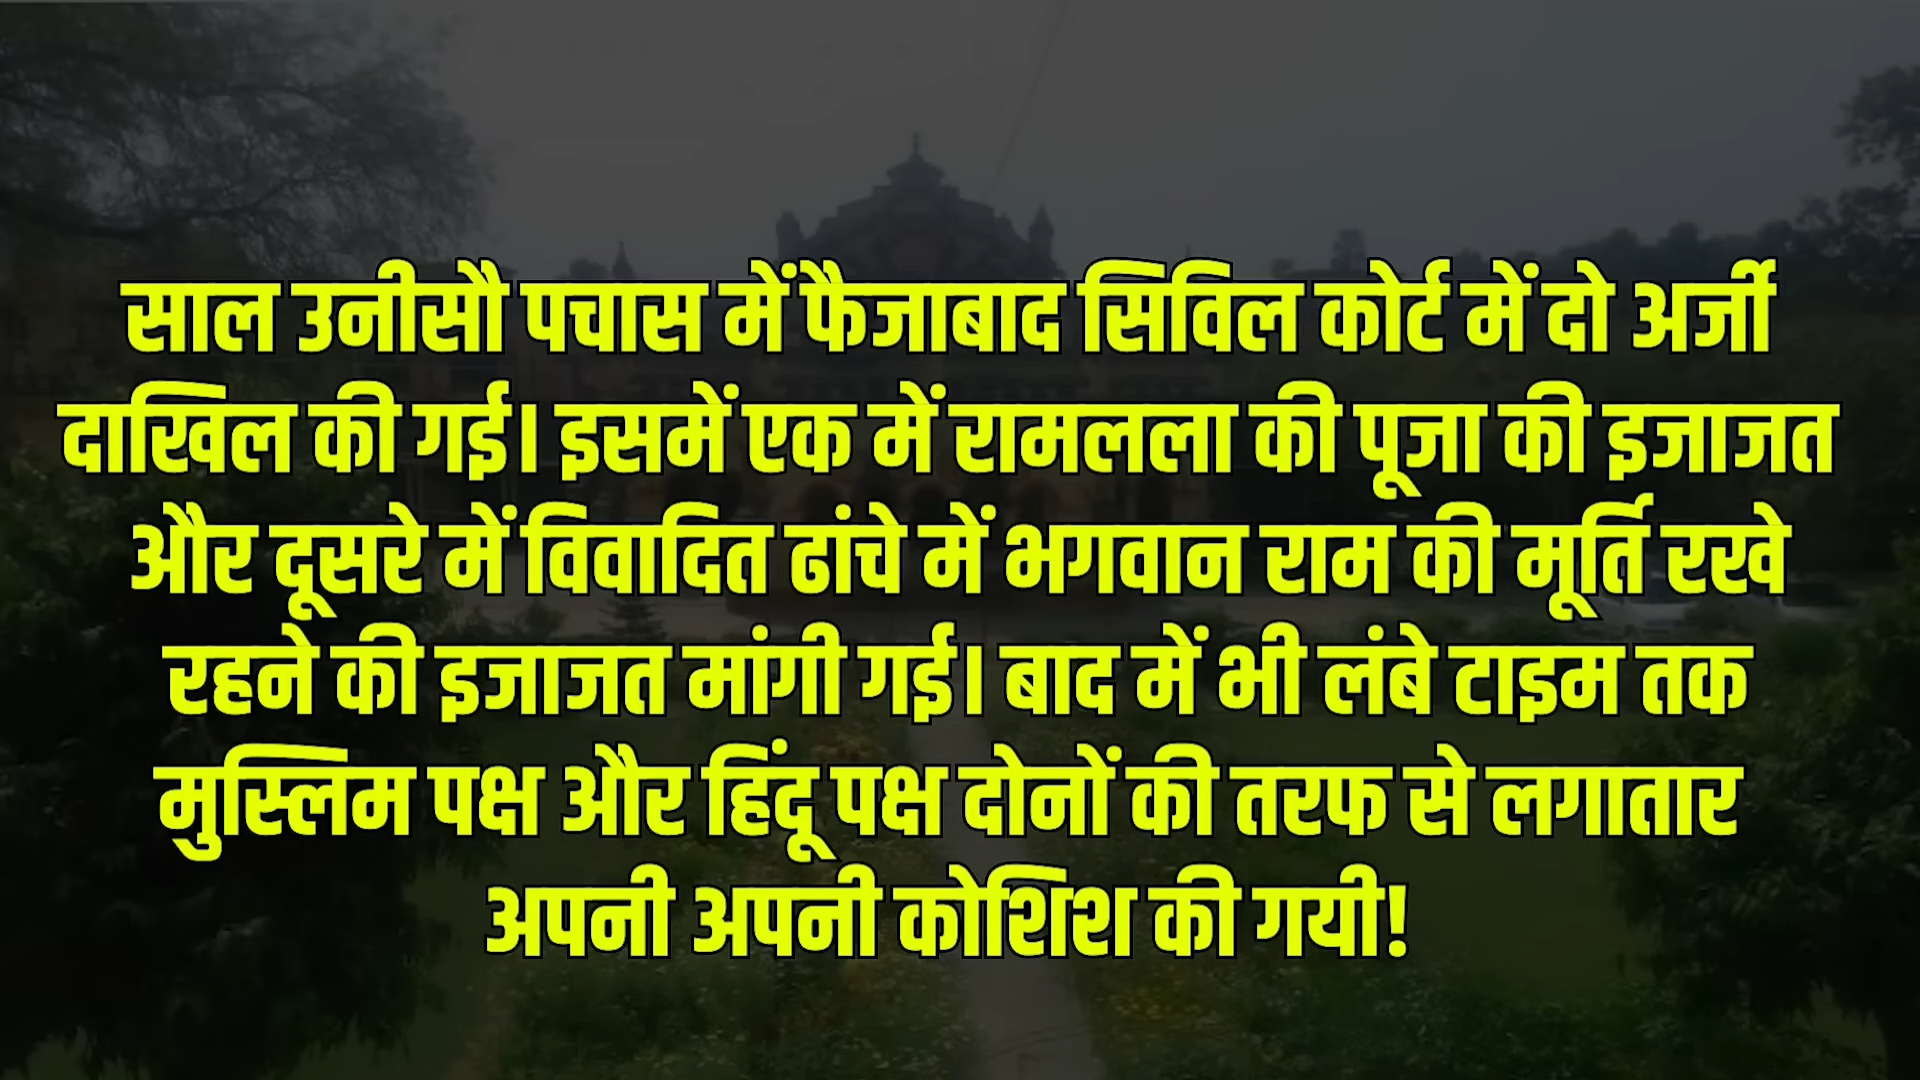 साल उनीसौ पचास में फैजाबाद सिविल कोर्ट में दो अर्जी
दाखिल की गई। इसमें एक में रामलला की पूजा की इजाजत
और दूसरे में विवादित ढांचे में भगवान राम की मूर्ति रखे
रहने की इजाजत मांगी गई। बाद में भी लंबे टाइम तक
मुस्लिम पक्ष और हिंदू पक्ष दोनों की तरफ से लगातार
अपनी अपनी कोशिश की गयी!